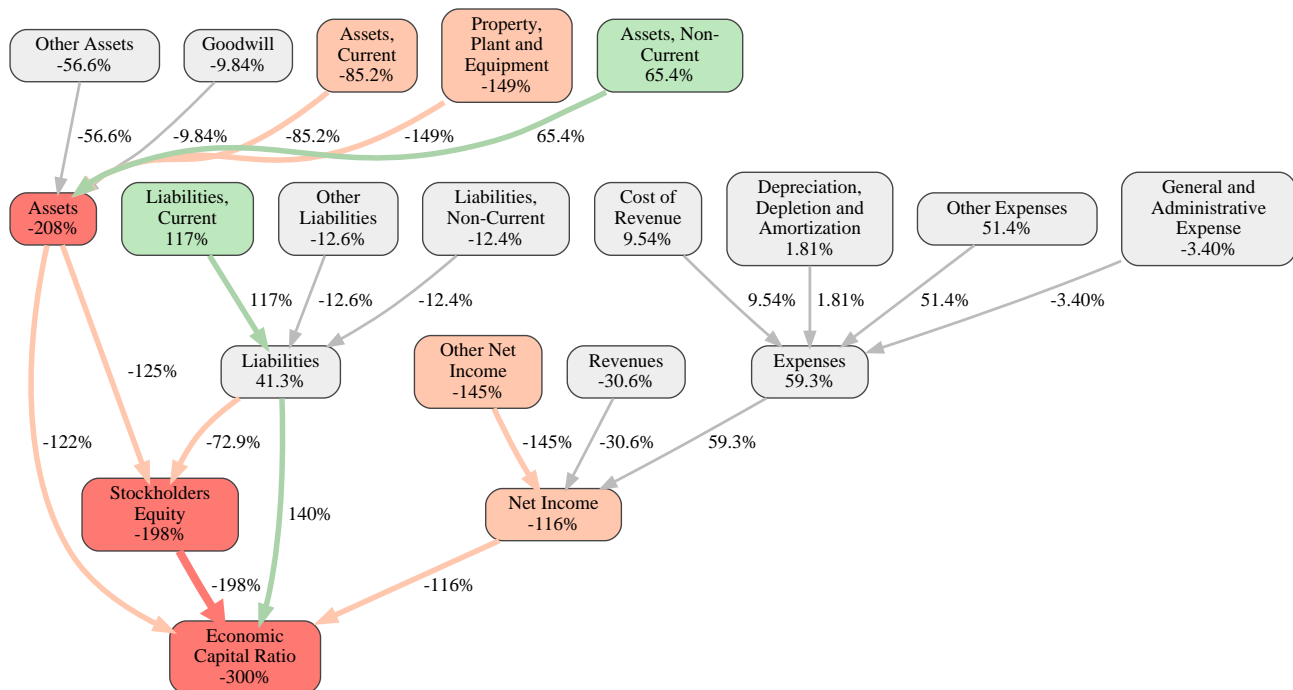 Other Assets
-56.6%
Goodwill
-9.84%
Assets,
Current
-85.2%
Property,
Plant and
Equipment
-149%
Assets, Non-
Current
65.4%
-56.6%
-9.84%
-85.2%
-149%
65.4%
Assets
-208%
Liabilities,
Current
117%
Other
Liabilities
-12.6%
Liabilities,
Non-Current
-12.4%
Cost of
Revenue
9.54%
Depreciation,
Depletion and
Amortization
1.81%
Other Expenses
51.4%
General and
Administrative
Expense
-3.40%
117%
-12.6%
-12.4%
9.54%
1.81%
51.4%
-3.40%
-125%
Liabilities
41.3%
Other Net
Income
-145%
Revenues
-30.6%
Expenses
59.3%
-122%
-72.9%
-145%
-30.6%
59.3%
Stockholders
Equity
-198%
140%
Net Income
-116%
-198%
-116%
Economic
Capital Ratio
-300%